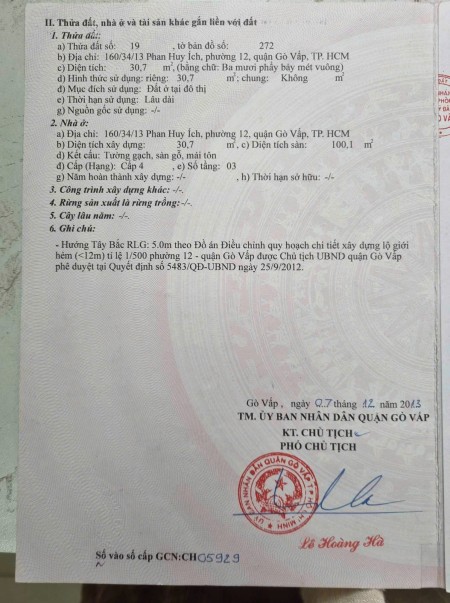 II. Thửa đất, nhà ở và tài sản khác gắn liền với đất
1. Thửa đất:
a) Thửa đất số: 19 , tờ bản đồ số: 272
b) Địa chỉ: 160/34/13 Phan Huy Ích, phường 12, quận Gò Vấp, TP. HCM
c) Diện tích: 30,7 m², (bằng chữ: Ba mươi phẩy bảy mét vuông)
d) Hình thức sử dụng: riêng: 30,7 m²; chung: Không m²
đ) Mục đích sử dụng: Đất ở tại đô thị
e) Thời hạn sử dụng: Lâu dài
g) Nguồn gốc sử dụng: -/-
2. Nhà ở:
a) Địa chỉ: 160/34/13 Phan Huy Ích, phường 12, quận Gò Vấp, TP. HCM
b) Diện tích xây dựng: 30,7 m², c) Diện tích sàn: 100,1 m²
d) Kết cấu: Tường gạch, sàn gỗ, mái tôn
đ) Cấp (Hạng): Cấp 4 , e) Số tầng: 03
g) Năm hoàn thành xây dựng: -/- , h) Thời hạn sở hữu: -/-
3. Công trình xây dựng khác: -/-.
4. Rừng sản xuất là rừng trồng: -/-.
5. Cây lâu năm: -/-.
6. Ghi chú:
- Hướng Tây Bắc RLG: 5.0m theo Đồ án Điều chỉnh quy hoạch chi tiết xây dựng lộ giới
hẻm (<12m) tỉ lệ 1/500 phường 12 - quận Gò Vấp được Chủ tịch UBND quận Gò Vấp
phê duyệt tại Quyết định số 5483/QĐ-UBND ngày 25/9/2012.
Gò Vấp, ngày 07 tháng 12 năm 2013
TM. ỦY BAN NHÂN DÂN QUẬN GÒ VẤP
KT. CHỦ TỊCH
PHÓ CHỦ TỊCH
ỦY BAN NHÂN DÂN QUẬN GÒ VẤP T.P HỒ CHÍ MINH
Lê Hoàng Hà
Số vào sổ cấp GCN:CH05929